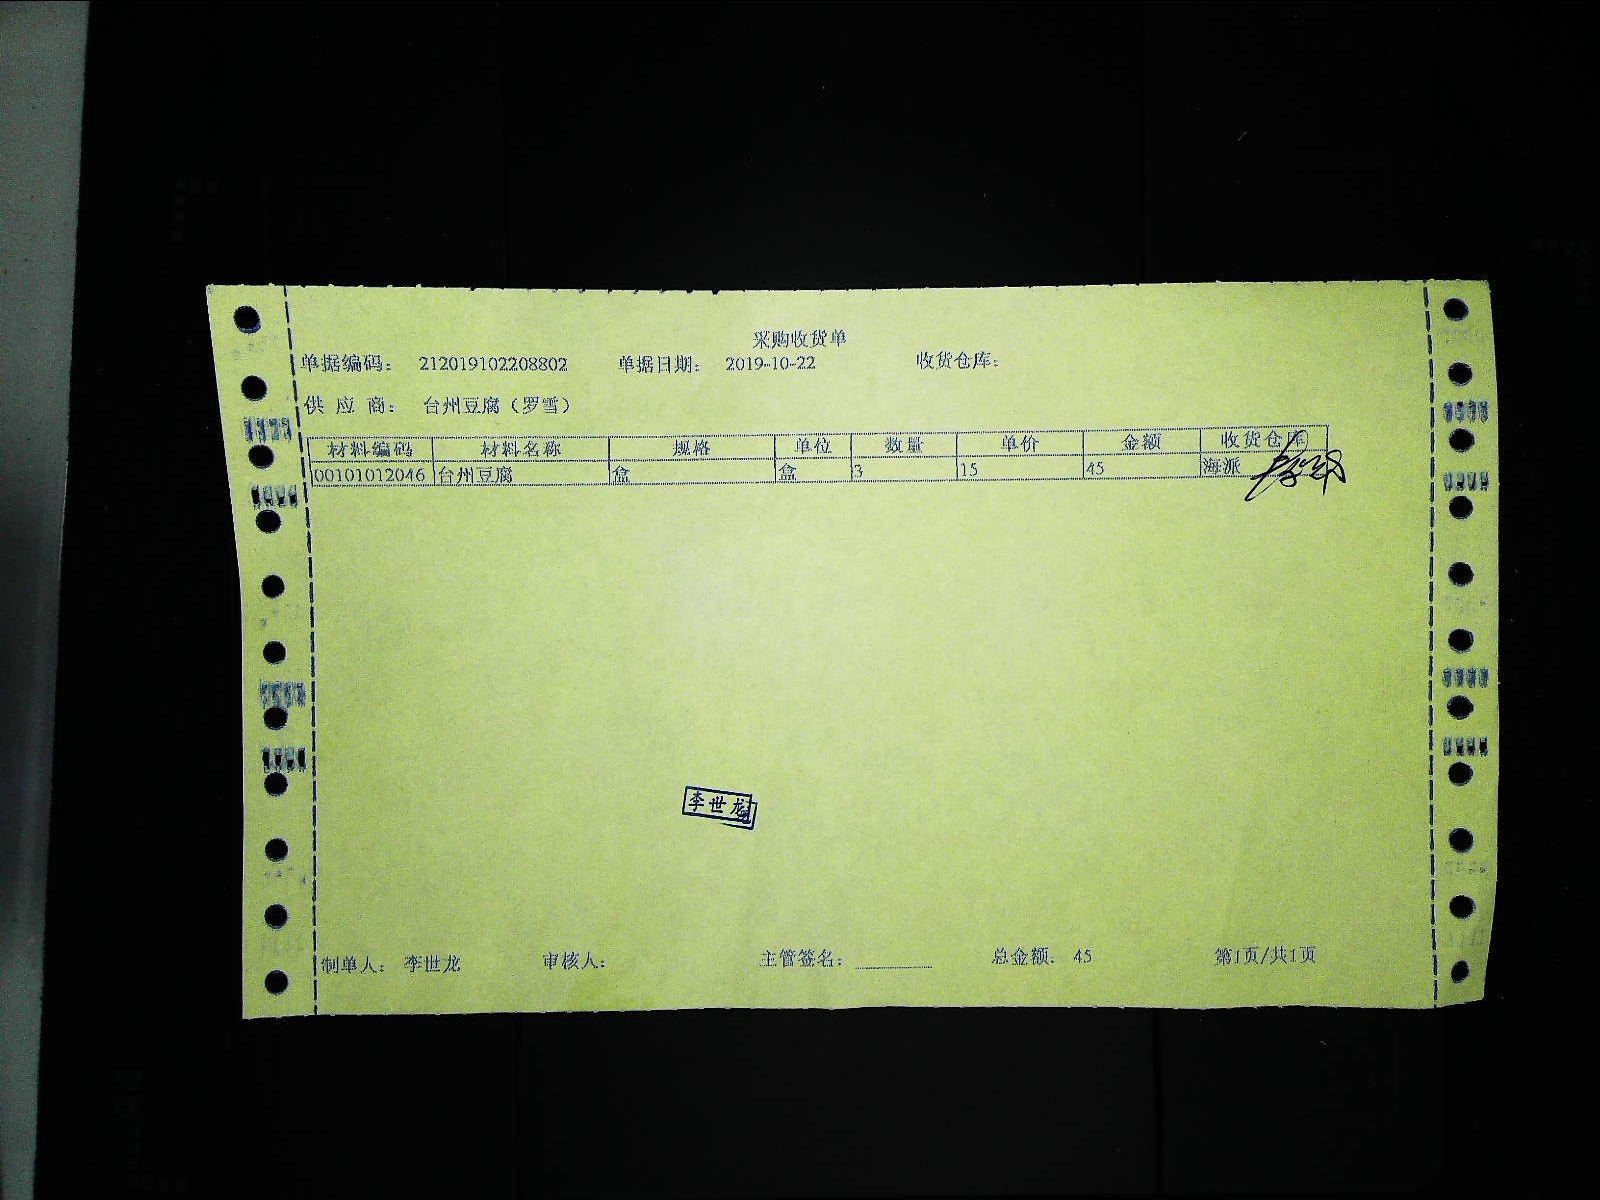 采购收货单
单据编码： 212019102208802 单据日期： 2019-10-22 收货仓库：
供 应 商： 台州豆腐（罗雪）
材料编码 材料名称 规格 单位 数量 单价 金额 收货仓库
00101012046 台州豆腐 盒 盒 3 15 45 海派
李世龙
制单人： 李世龙 审核人： 主管签名：________ 总金额： 45 第1页/共1页